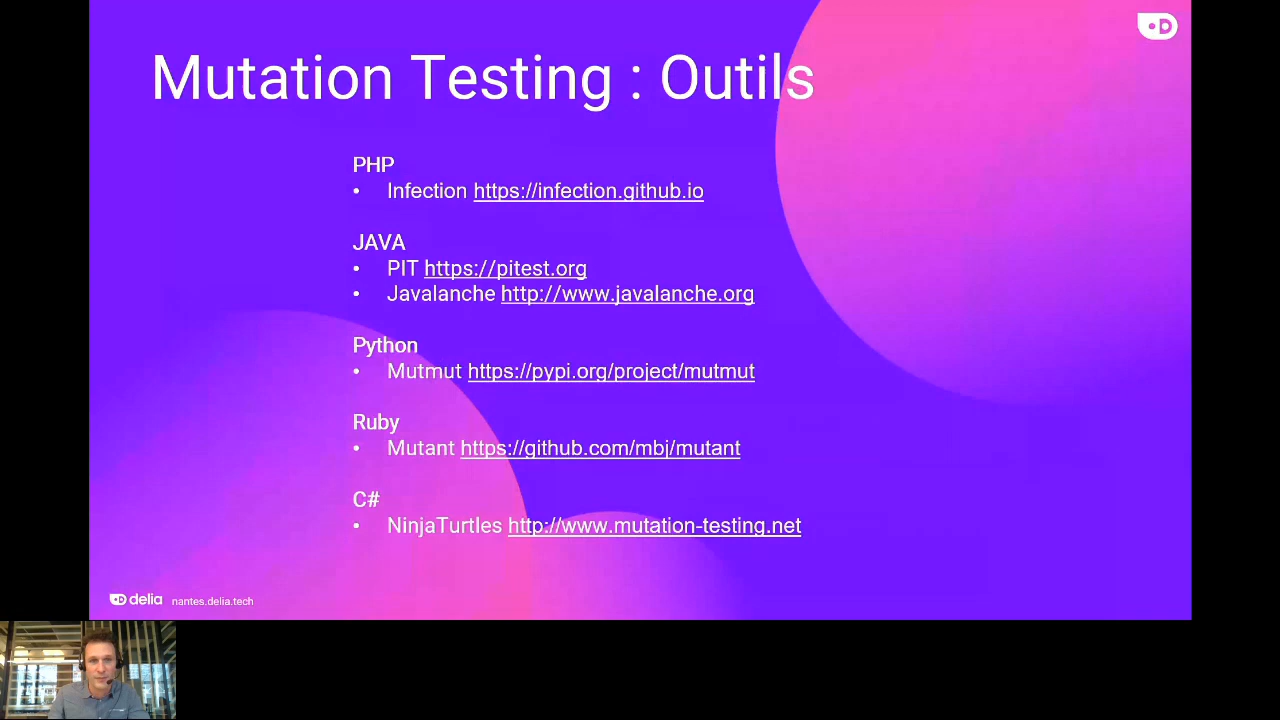 Mutation Testing : Outils
PHP
• Infection https://infection.github.io
JAVA
• PIT https://pitest.org
• Javalanche http://www.javalanche.org
Python
• Mutmut https://pypi.org/project/mutmut
Ruby
• Mutant https://github.com/mbj/mutant
C#
• NinjaTurtles http://www.mutation-testing.net
delia nantes.delia.tech